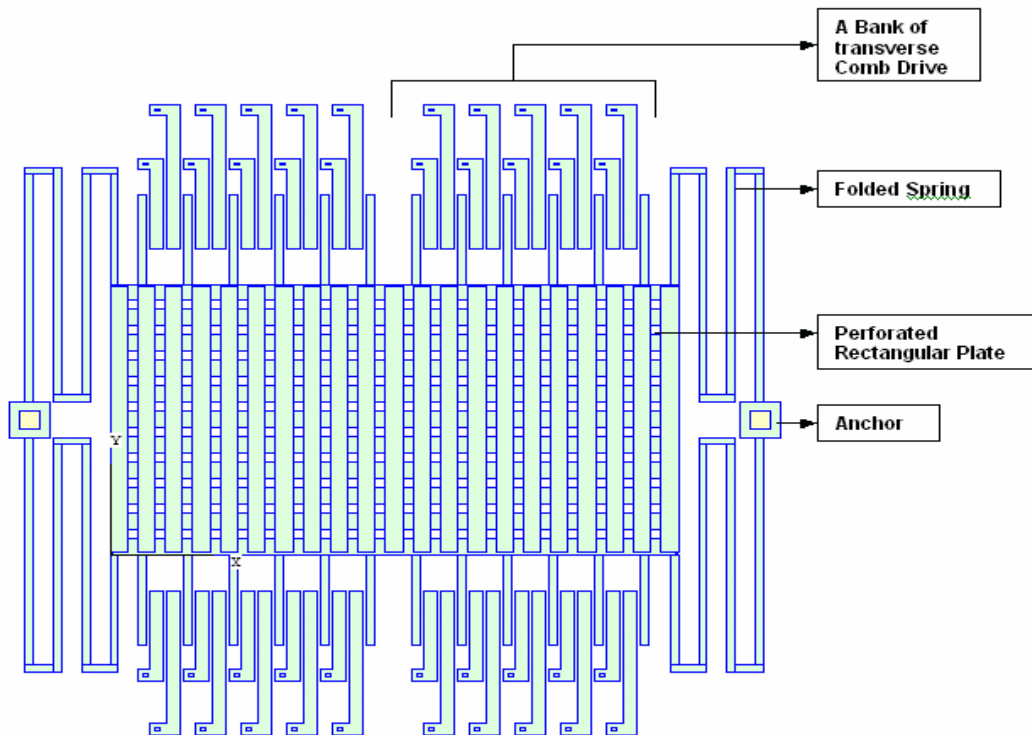 A Bank of
transverse
Comb Drive
Folded Spring
Perforated
Rectangular Plate
Anchor
Y
X